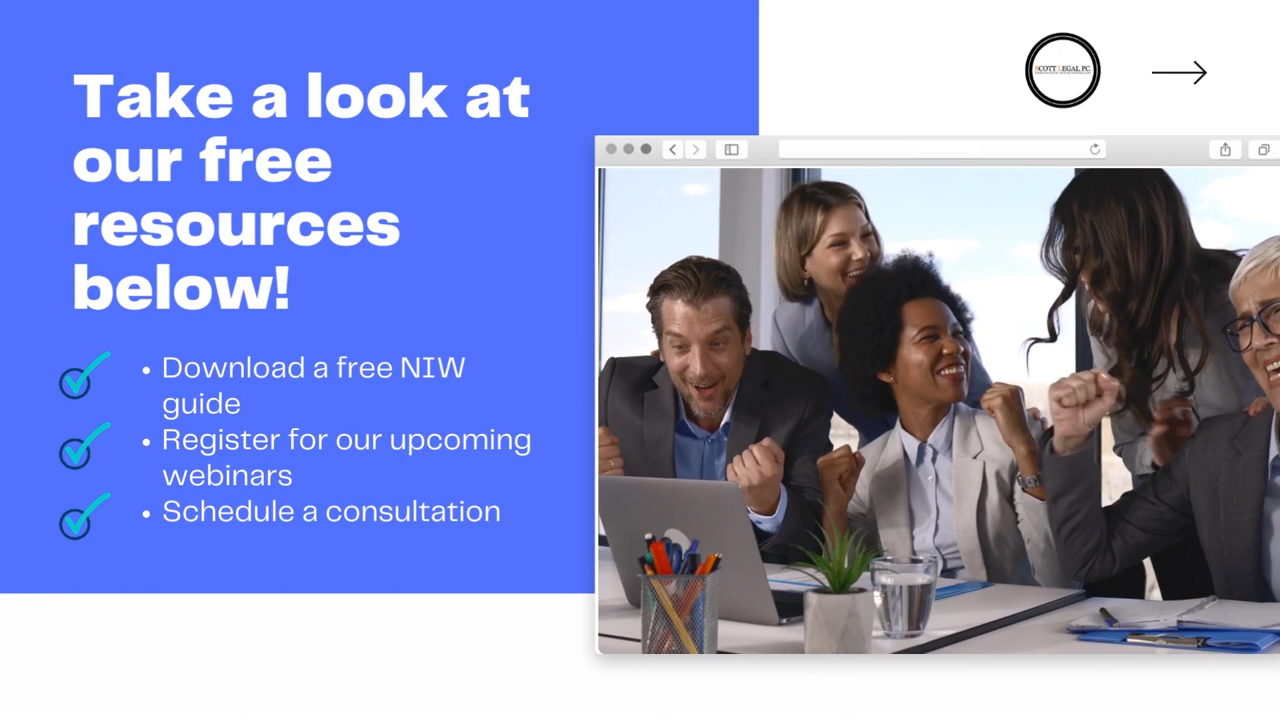 Take a look at
our free
resources
below!
• Download a free NIW
guide
• Register for our upcoming
webinars
• Schedule a consultation
SCOTT LEGAL P.C.